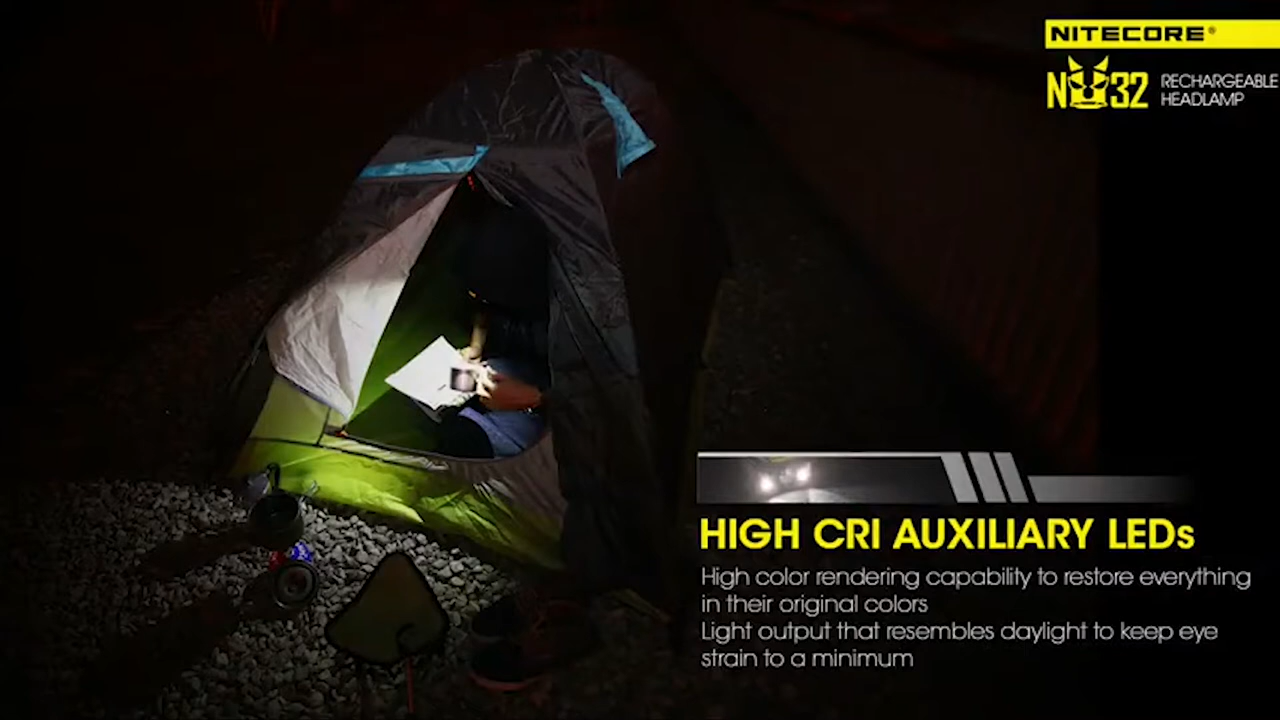 NITECORE®
NU32
RECHARGEABLE
HEADLAMP
HIGH CRI AUXILIARY LEDs
High color rendering capability to restore everything
in their original colors
Light output that resembles daylight to keep eye
strain to a minimum